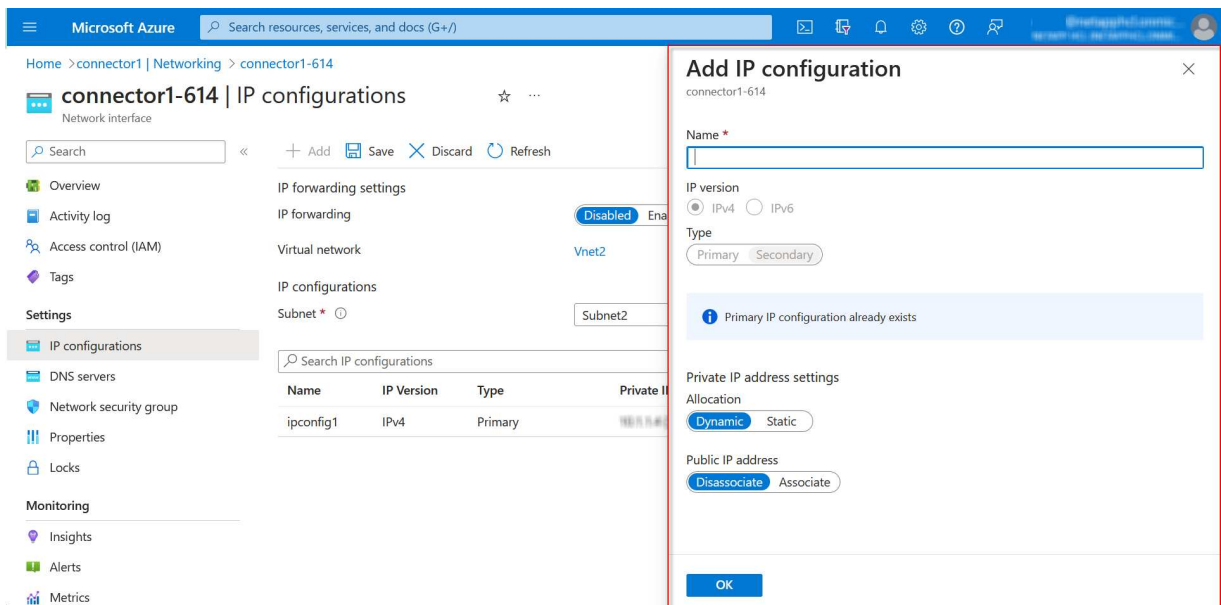 Microsoft Azure
Search resources, services, and docs (G+/)
Home > connector1 | Networking > connector1-614
connector1-614 | IP configurations
Network interface
Search
Overview
Activity log
Access control (IAM)
Tags
Settings
IP configurations
DNS servers
Network security group
Properties
Locks
Monitoring
Insights
Alerts
Metrics
Add Save Discard Refresh
IP forwarding settings
IP forwarding Disabled Ena
Virtual network Vnet2
IP configurations
Subnet * Subnet2
Search IP configurations
Name IP Version Type Private I
ipconfig1 IPv4 Primary
Add IP configuration
connector1-614
Name *
IP version
IPv4 IPv6
Type
Primary Secondary
Primary IP configuration already exists
Private IP address settings
Allocation
Dynamic Static
Public IP address
Disassociate Associate
OK